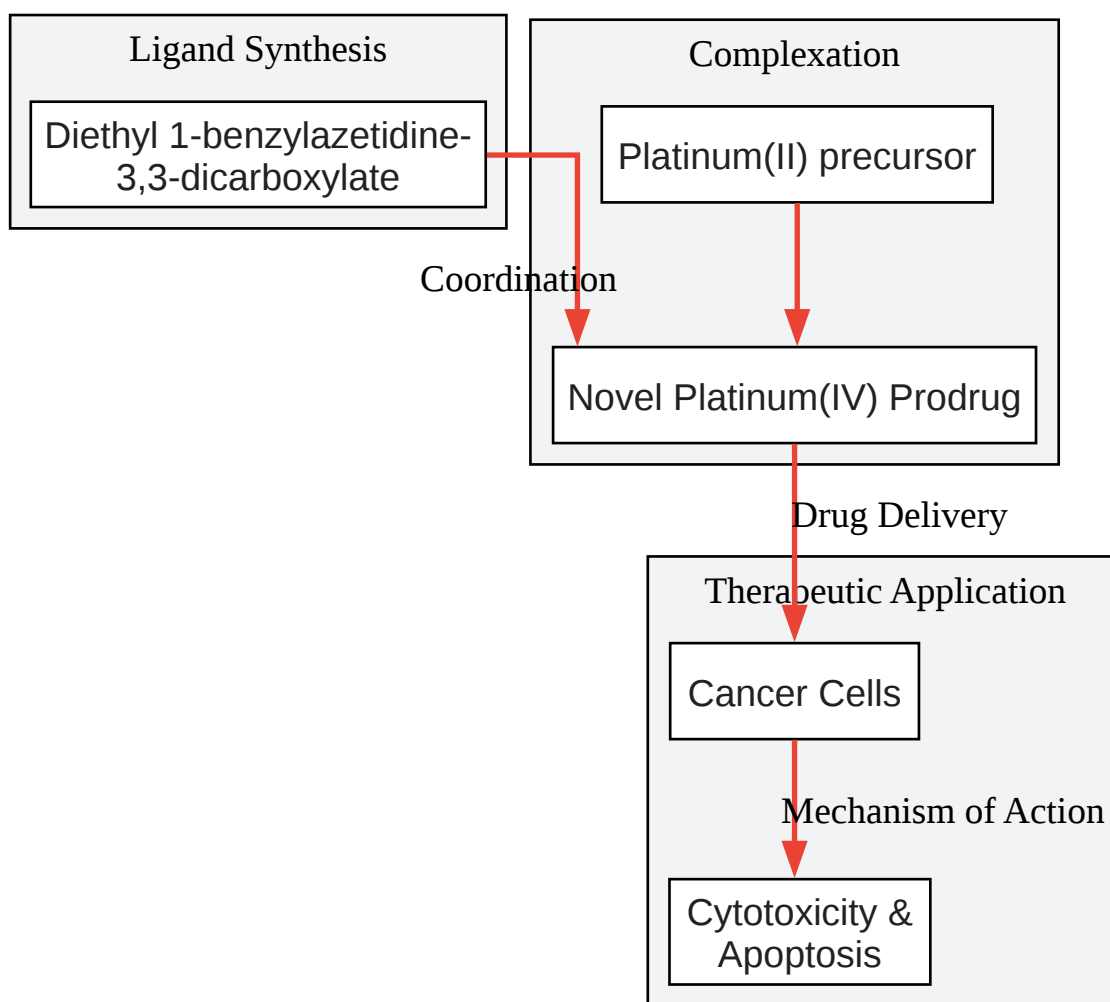 Ligand Synthesis
Diethyl 1-benzylazetidine-
3,3-dicarboxylate
Complexation
Platinum(II) precursor
Coordination
Novel Platinum(IV) Prodrug
Drug Delivery
Therapeutic Application
Cancer Cells
Mechanism of Action
Cytotoxicity &
Apoptosis